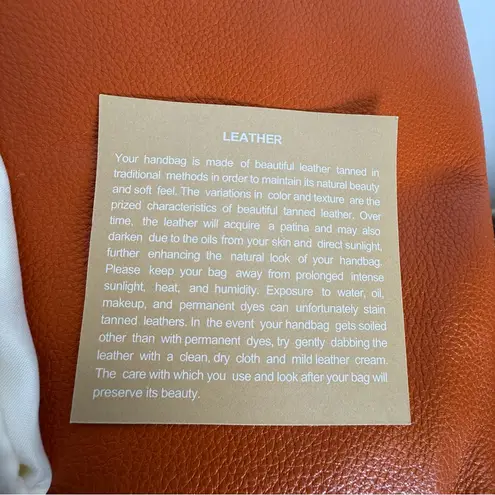 LEATHER
Your handbag is made of beautiful leather tanned in
traditional methods in order to maintain its natural beauty
and soft feel. The variations in color and texture are the
prized characteristics of beautiful tanned leather. Over
time, the leather will acquire a patina and may also
darken due to the oils from your skin and direct sunlight,
further enhancing the natural look of your handbag.
Please keep your bag away from prolonged intense
sunlight, heat, and humidity. Exposure to water, oil,
makeup, and permanent dyes can unfortunately stain
tanned leathers. In the event your handbag gets soiled
other than with permanent dyes, try gently dabbing the
leather with a clean, dry cloth and mild leather cream.
The care with which you use and look after your bag will
preserve its beauty.